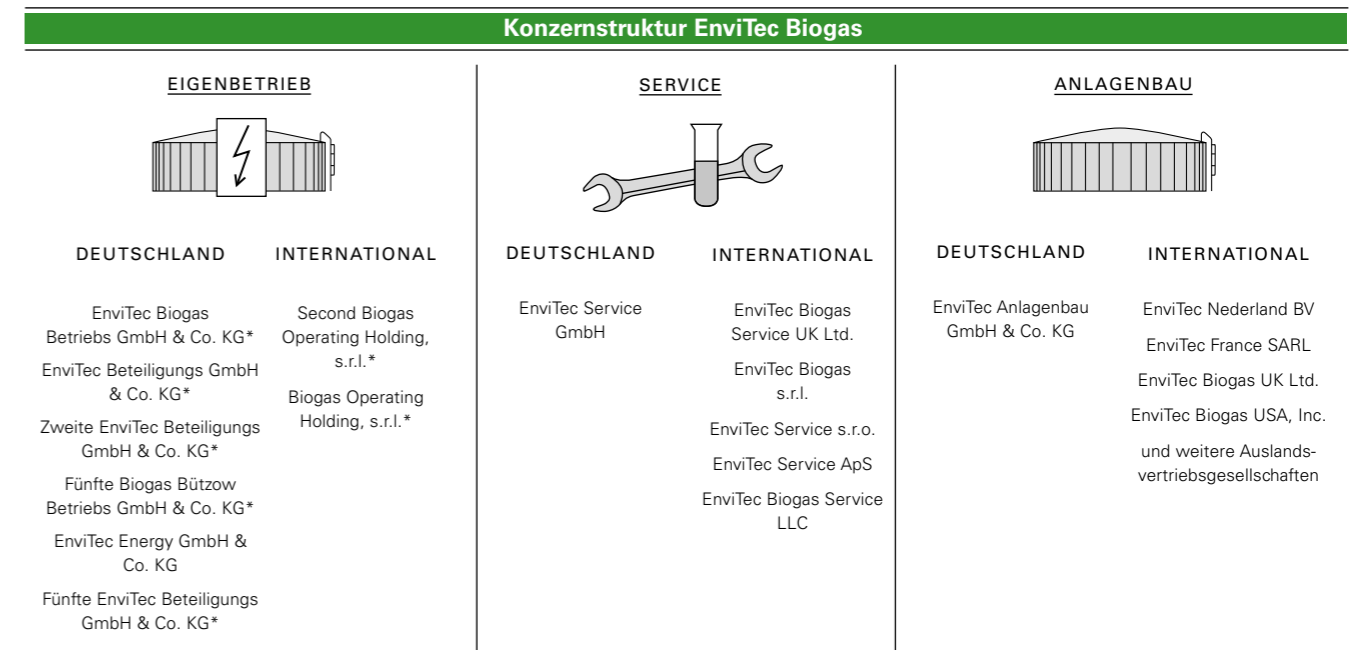 Konzernstruktur EnviTec Biogas
EIGENBETRIEB
DEUTSCHLAND
EnviTec Biogas
Betriebs GmbH & Co. KG*
EnviTec Beteiligungs GmbH
& Co. KG*
Zweite EnviTec Beteiligungs
GmbH & Co. KG*
Fünfte Biogas Bützow
Betriebs GmbH & Co. KG*
EnviTec Energy GmbH &
Co. KG
Fünfte EnviTec Beteiligungs
GmbH & Co. KG*
INTERNATIONAL
Second Biogas
Operating Holding,
s.r.l.*
Biogas Operating
Holding, s.r.l.*
SERVICE
DEUTSCHLAND
EnviTec Service
GmbH
INTERNATIONAL
EnviTec Biogas
Service UK Ltd.
EnviTec Biogas
s.r.l.
EnviTec Service s.r.o.
EnviTec Service ApS
EnviTec Biogas Service
LLC
ANLAGENBAU
DEUTSCHLAND
EnviTec Anlagenbau
GmbH & Co. KG
INTERNATIONAL
EnviTec Nederland BV
EnviTec France SARL
EnviTec Biogas UK Ltd.
EnviTec Biogas USA, Inc.
und weitere Auslands-
vertriebsgesellschaften